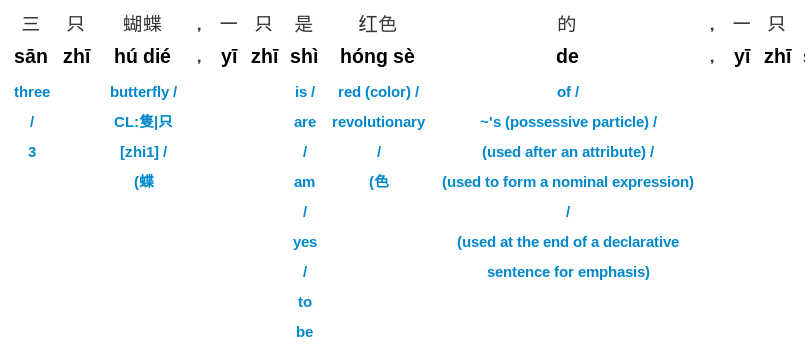 三 只 蝴蝶 ， 一 只 是 红色 的 ， 一 只
sān zhī hú dié ， yī zhī shì hóng sè de ， yī zhī
three butterfly / is / red (color) / of /
/ CL:隻|只 are revolutionary ~'s (possessive particle) /
3 [zhi1] / / / (used after an attribute) /
(蝶 am (色 (used to form a nominal expression)
/ /
yes (used at the end of a declarative
/ sentence for emphasis)
to
be